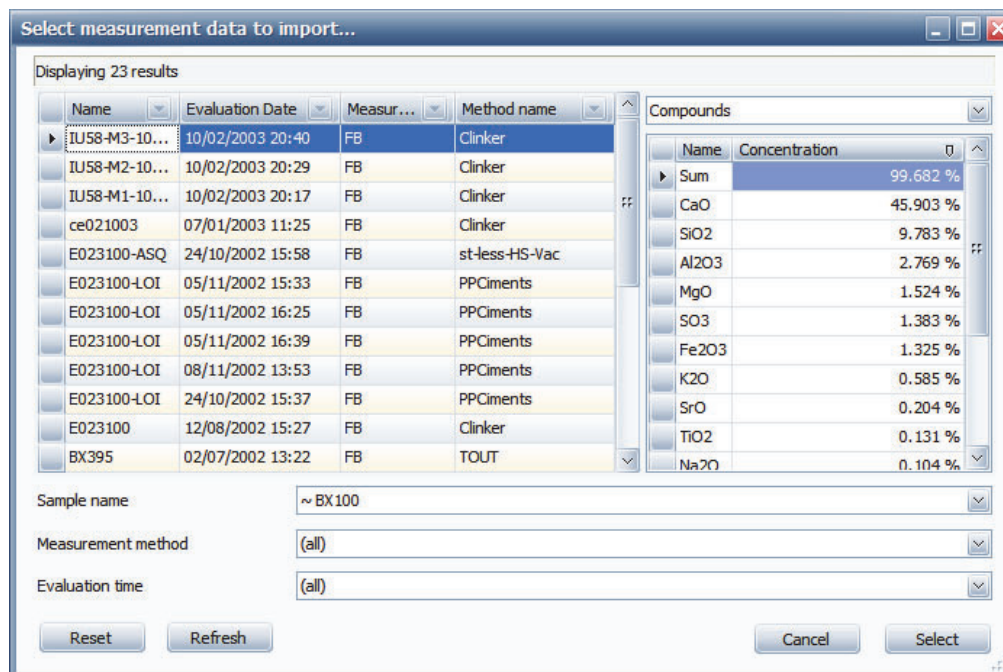 Select measurement data to import...
Displaying 23 results
Name Evaluation Date Measur... Method name
IU58-M3-10... 10/02/2003 20:40 FB Clinker
IU58-M2-10... 10/02/2003 20:29 FB Clinker
IU58-M1-10... 10/02/2003 20:17 FB Clinker
ce021003 07/01/2003 11:25 FB Clinker
E023100-ASQ 24/10/2002 15:58 FB st-less-HS-Vac
E023100-LOI 05/11/2002 15:33 FB PPCiments
E023100-LOI 05/11/2002 16:25 FB PPCiments
E023100-LOI 05/11/2002 16:39 FB PPCiments
E023100-LOI 08/11/2002 13:53 FB PPCiments
E023100-LOI 24/10/2002 15:37 FB PPCiments
E023100 12/08/2002 15:27 FB Clinker
BX395 02/07/2002 13:22 FB TOUT
Compounds
Name Concentration
Sum 99.682 %
CaO 45.903 %
SiO2 9.783 %
Al2O3 2.769 %
MgO 1.524 %
SO3 1.383 %
Fe2O3 1.325 %
K2O 0.585 %
SrO 0.204 %
TiO2 0.131 %
Na2O 0.104 %
Sample name ~ BX100
Measurement method (all)
Evaluation time (all)
Reset Refresh Cancel Select